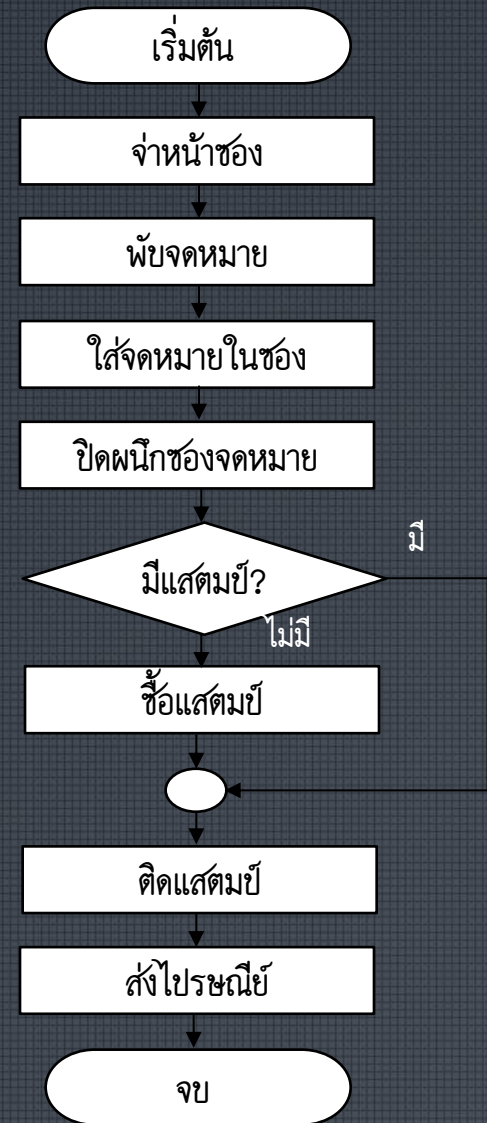 เริ่มต้น
จ่าหน้าซอง
พับจดหมาย
ใส่จดหมายในซอง
ปิดผนึกซองจดหมาย
มี
มีแสตมป์?
ไม่มี
ซื้อแสตมป์
ติดแสตมป์
ส่งไปรษณีย์
จบ